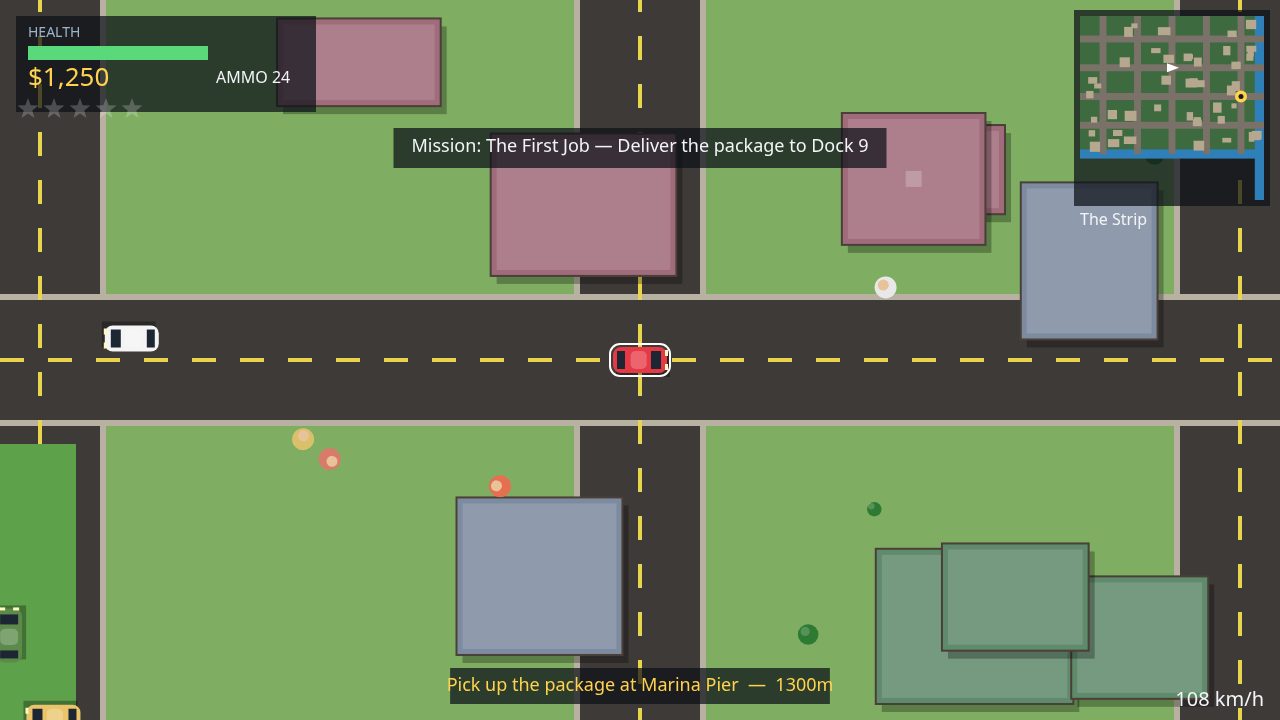 HEALTH
$1,250
AMMO 24
Mission: The First Job — Deliver the package to Dock 9
The Strip
Pick up the package at Marina Pier — 1300m
108 km/h